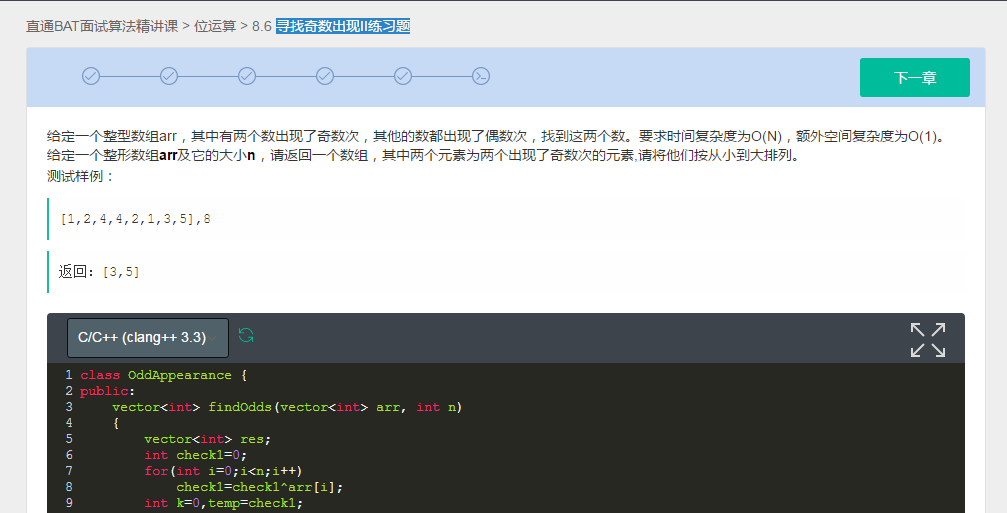 直通BAT面试算法精讲课 > 位运算 > 8.6 寻找奇数出现II练习题
下一章
给定一个整型数组arr，其中有两个数出现了奇数次，其他的数都出现了偶数次，找到这两个数。要求时间复杂度为O(N)，额外空间复杂度为O(1)。
给定一个整形数组arr及它的大小n，请返回一个数组，其中两个元素为两个出现了奇数次的元素,请将他们按从小到大排列。
测试样例：
[1,2,4,4,2,1,3,5],8
返回：[3,5]
C/C++ (clang++ 3.3)
1 class OddAppearance {
2 public:
3     vector<int> findOdds(vector<int> arr, int n)
4     {
5         vector<int> res;
6         int check1=0;
7         for(int i=0;i<n;i++)
8             check1=check1^arr[i];
9         int k=0,temp=check1;